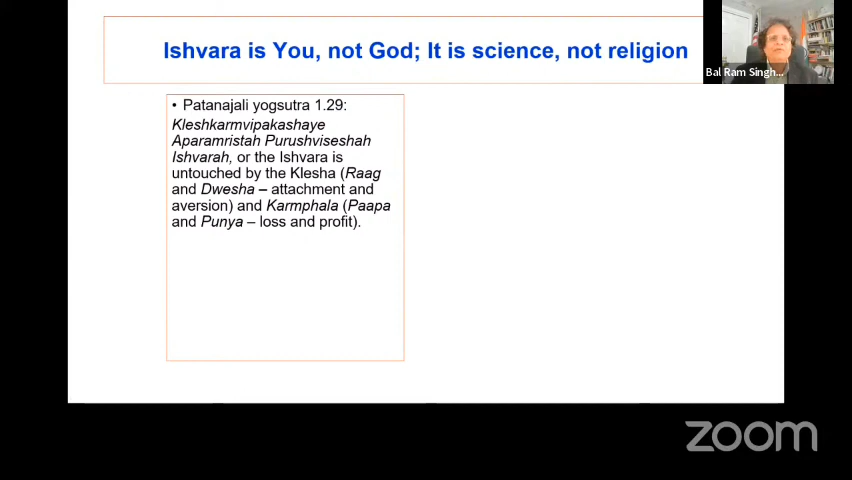 Ishvara is You, not God; It is science, not religion
Bal Ram Singh...
• Patanajali yogsutra 1.29:
Kleshkarmvipakashaye
Aparamristah Purushviseshah
Ishvarah, or the Ishvara is
untouched by the Klesha (Raag
and Dwesha – attachment and
aversion) and Karmphala (Paapa
and Punya – loss and profit).
zoom